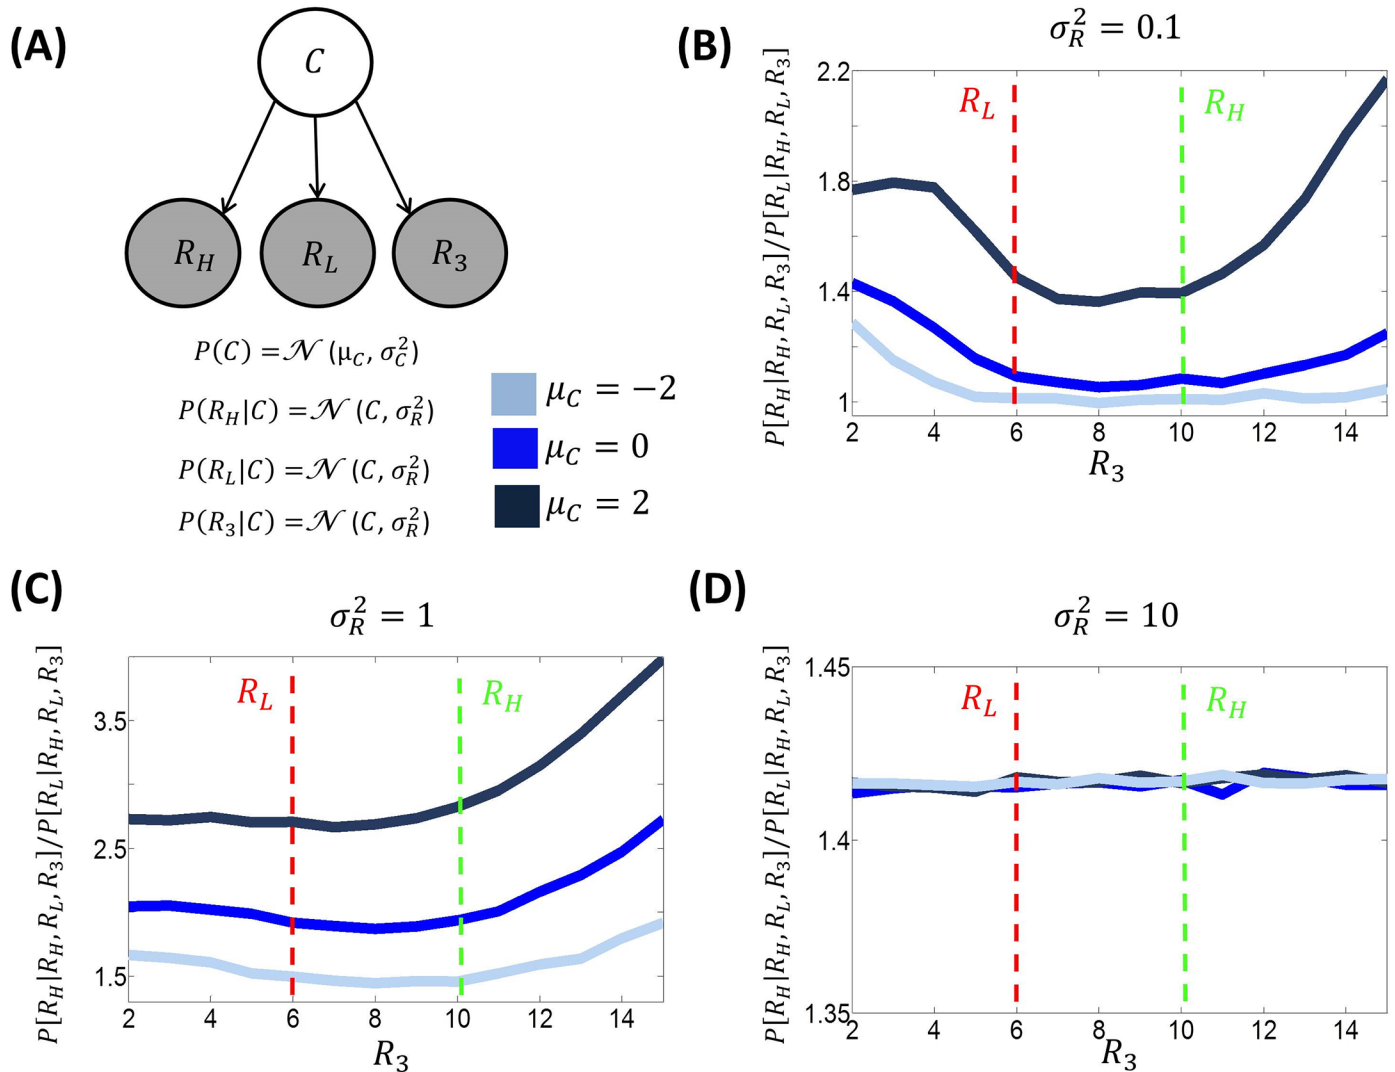 (A)
C
R_H R_L R_3
P(C) = 𝒩 (μ_C, σ_C^2)
P(R_H|C) = 𝒩 (C, σ_R^2)
P(R_L|C) = 𝒩 (C, σ_R^2)
P(R_3|C) = 𝒩 (C, σ_R^2)
μ_C = −2
μ_C = 0
μ_C = 2
(B)
σ_R^2 = 0.1
P[R_H|R_H, R_L, R_3]/P[R_L|R_H, R_L, R_3]
2.2
1.8
1.4
1
R_L
R_H
2 4 6 8 10 12 14
R_3
(C)
σ_R^2 = 1
P[R_H|R_H, R_L, R_3]/P[R_L|R_H, R_L, R_3]
3.5
2.5
1.5
R_L
R_H
2 4 6 8 10 12 14
R_3
(D)
σ_R^2 = 10
P[R_H|R_H, R_L, R_3]/P[R_L|R_H, R_L, R_3]
1.45
1.4
1.35
R_L
R_H
2 4 6 8 10 12 14
R_3